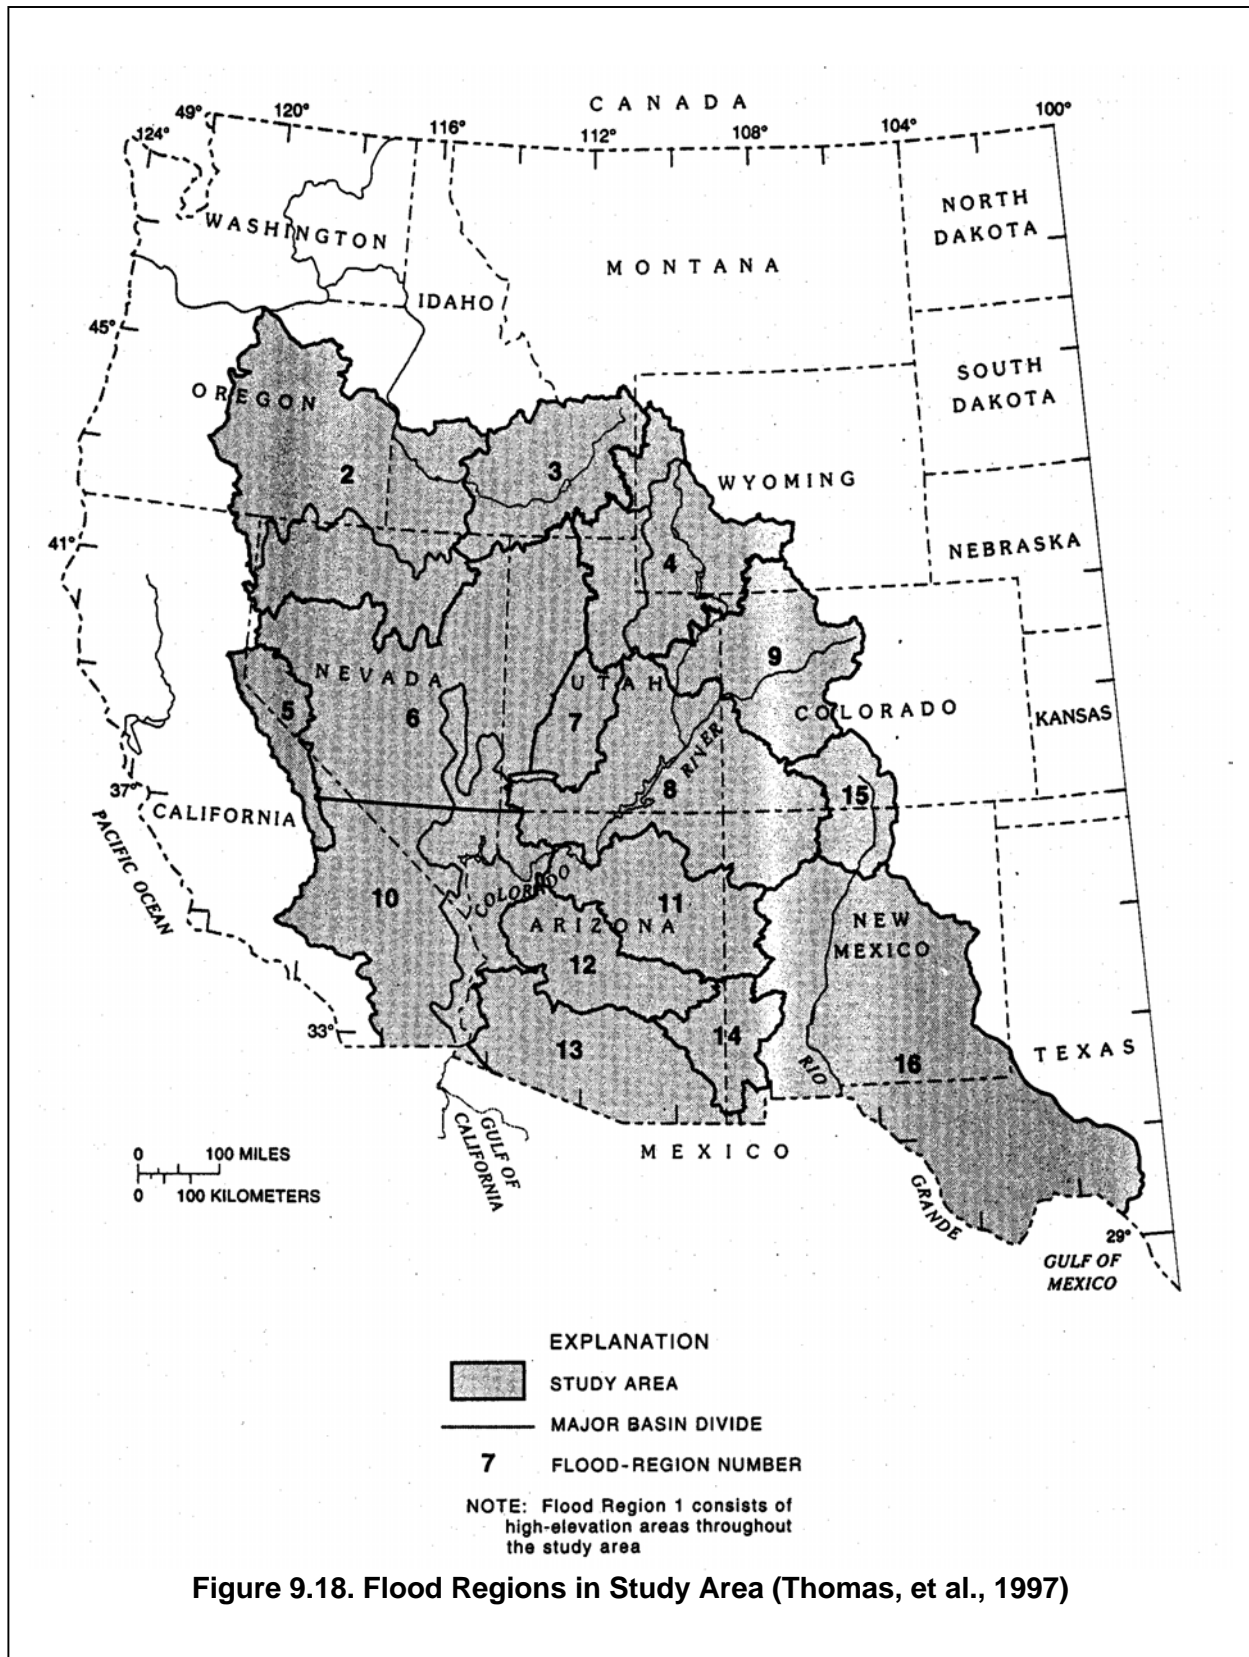 CANADA
49°
120°
124°
116°
112°
108°
104°
100°
NORTH
DAKOTA
WASHINGTON
MONTANA
IDAHO
45°
SOUTH
DAKOTA
OREGON
2
3
WYOMING
41°
4
NEBRASKA
9
NEVADA
UTAH
5
6
7
COLORADO
KANSAS
RIVER
8
37°
15
CALIFORNIA
PACIFIC OCEAN
COLORADO
10
11
ARIZONA
NEW
MEXICO
12
33°
14
13
RIO
16
TEXAS
GULF OF
CALIFORNIA
MEXICO
0 100 MILES
0 100 KILOMETERS
GRANDE
29°
GULF OF
MEXICO
EXPLANATION
STUDY AREA
MAJOR BASIN DIVIDE
7 FLOOD-REGION NUMBER
NOTE: Flood Region 1 consists of
high-elevation areas throughout
the study area
Figure 9.18. Flood Regions in Study Area (Thomas, et al., 1997)